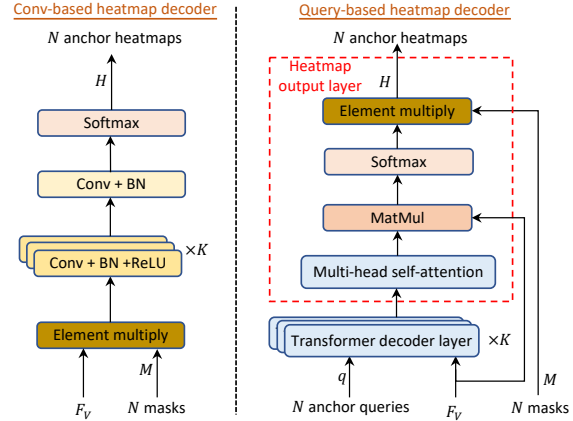 Conv-based heatmap decoder
N anchor heatmaps
H
Softmax
Conv + BN
Conv + BN +ReLU
×K
Element multiply
M
F_V
N masks
Query-based heatmap decoder
N anchor heatmaps
Heatmap
output layer
H
Element multiply
Softmax
MatMul
Multi-head self-attention
Transformer decoder layer
×K
q
M
N anchor queries
F_V
N masks